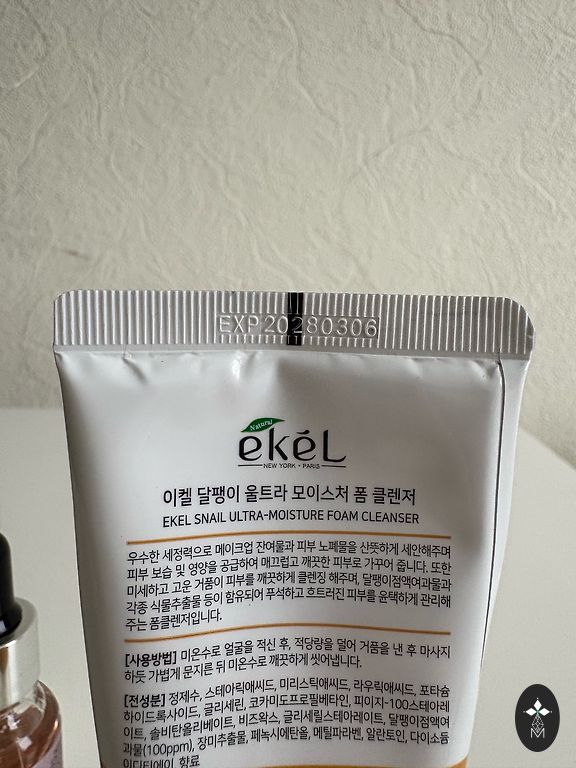 EXP 20280306
Natural
ekeL
NEW YORK • PARIS
이켈 달팽이 울트라 모이스처 폼 클렌저
EKEL SNAIL ULTRA-MOISTURE FOAM CLEANSER
우수한 세정력으로 메이크업 잔여물과 피부 노폐물을 산뜻하게 세안해주며
피부 보습 및 영양을 공급하여 매끄럽고 깨끗한 피부로 가꾸어 줍니다. 또한
미세하고 고운 거품이 피부를 깨끗하게 클렌징 해주며, 달팽이점액여과물과
각종 식물추출물 등이 함유되어 푸석하고 흐트러진 피부를 윤택하게 관리해
주는 폼클렌저입니다.
[사용방법] 미온수로 얼굴을 적신 후, 적당량을 덜어 거품을 낸 후 마사지
하듯 가볍게 문지른 뒤 미온수로 깨끗하게 씻어냅니다.
[전성분] 정제수, 스테아릭애씨드, 미리스틱애씨드, 라우릭애씨드, 포타슘
하이드록사이드, 글리세린, 코카미도프로필베타인, 피이지-100스테아레
이트, 솔비탄올리베이트, 비즈왁스, 글리세릴스테아레이트, 달팽이점액여
과물(100ppm), 장미추출물, 페녹시에탄올, 메틸파라벤, 알란토인, 다이소듐
이디티에이, 향료
M